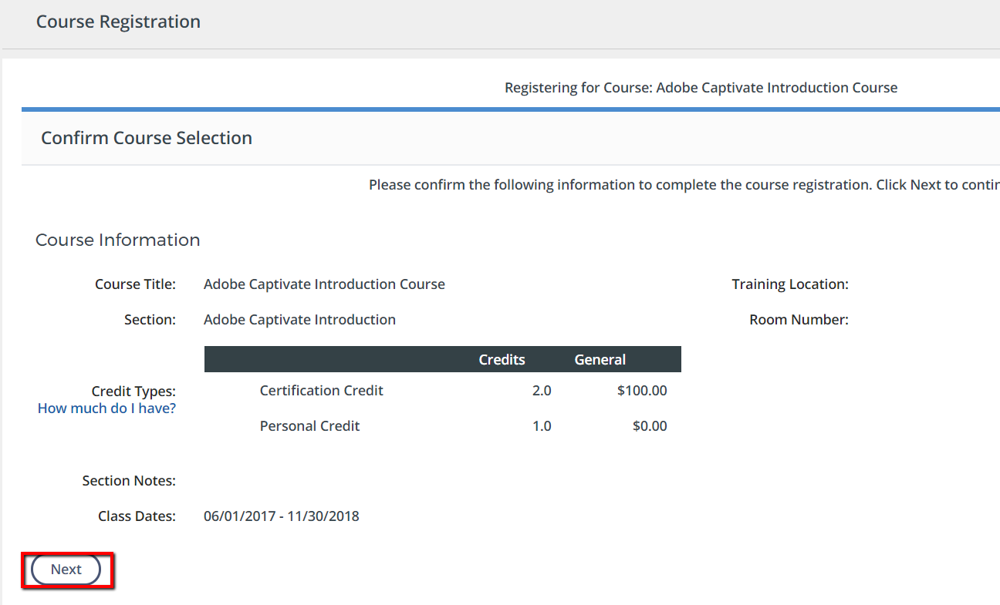 Course Registration
Registering for Course: Adobe Captivate Introduction Course
Confirm Course Selection
Please confirm the following information to complete the course registration. Click Next to contin
Course Information
Course Title: Adobe Captivate Introduction Course Training Location:
Section: Adobe Captivate Introduction Room Number:
Credits General
Credit Types: Certification Credit 2.0 $100.00
How much do I have?
Personal Credit 1.0 $0.00
Section Notes:
Class Dates: 06/01/2017 - 11/30/2018
Next